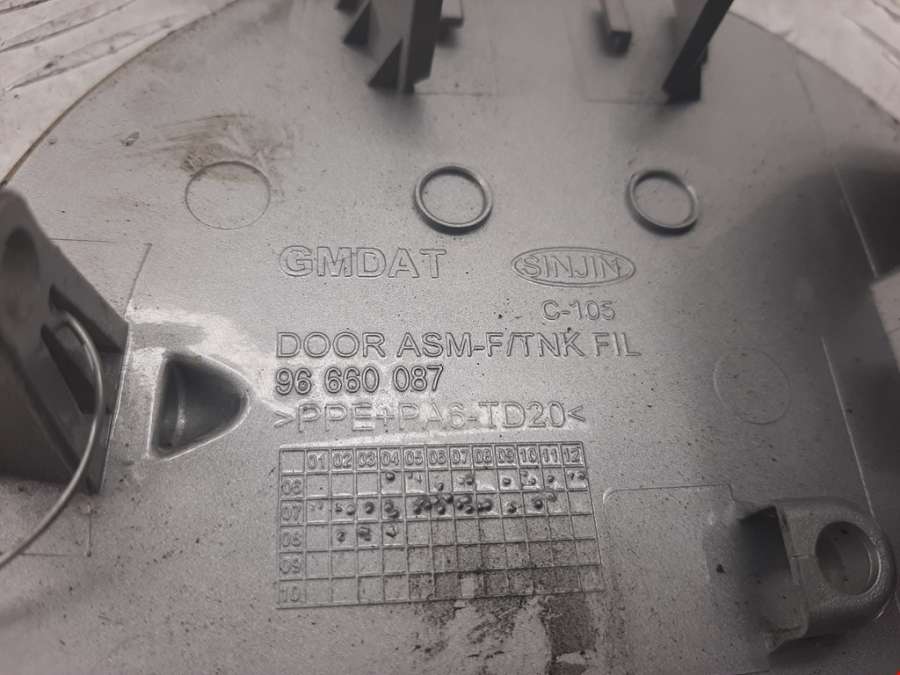 GMDAT SINJIN
C-105
DOOR ASM-F/TNK FIL
96 660 087
>PPE+PA6-TD20<
01 02 03 04 05 06 07 08 09 10 11 12
06
07
08
09
10